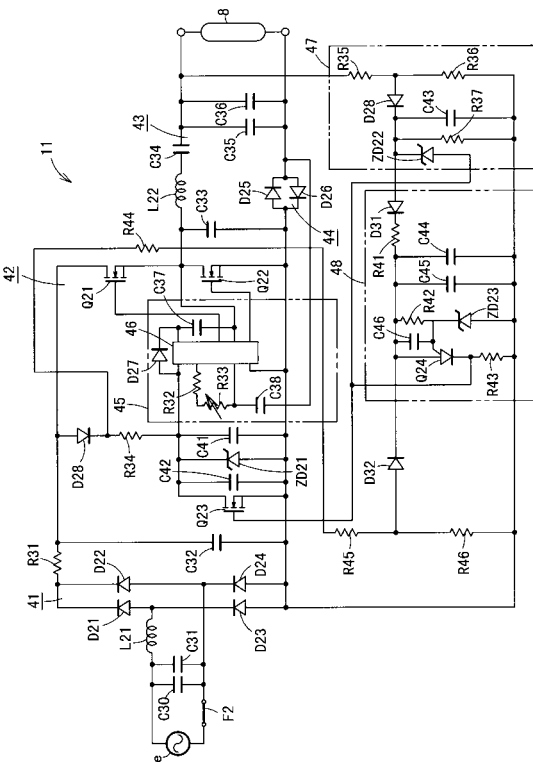 11
8
47
R35
R36
43
C36
C35
C34
L22
C33
D28
C43
R37
ZD22
D25
D26
44
R44
42
Q21
Q22
C37
46
D27
45
R32
R33
C38
D31
R41
C44
48
C45
R42
ZD23
C46
Q24
R43
D28
R34
C41
C42
ZD21
Q23
D32
R45
R46
R31
C32
41
D22
D24
D21
D23
L21
C31
C30
F2
e